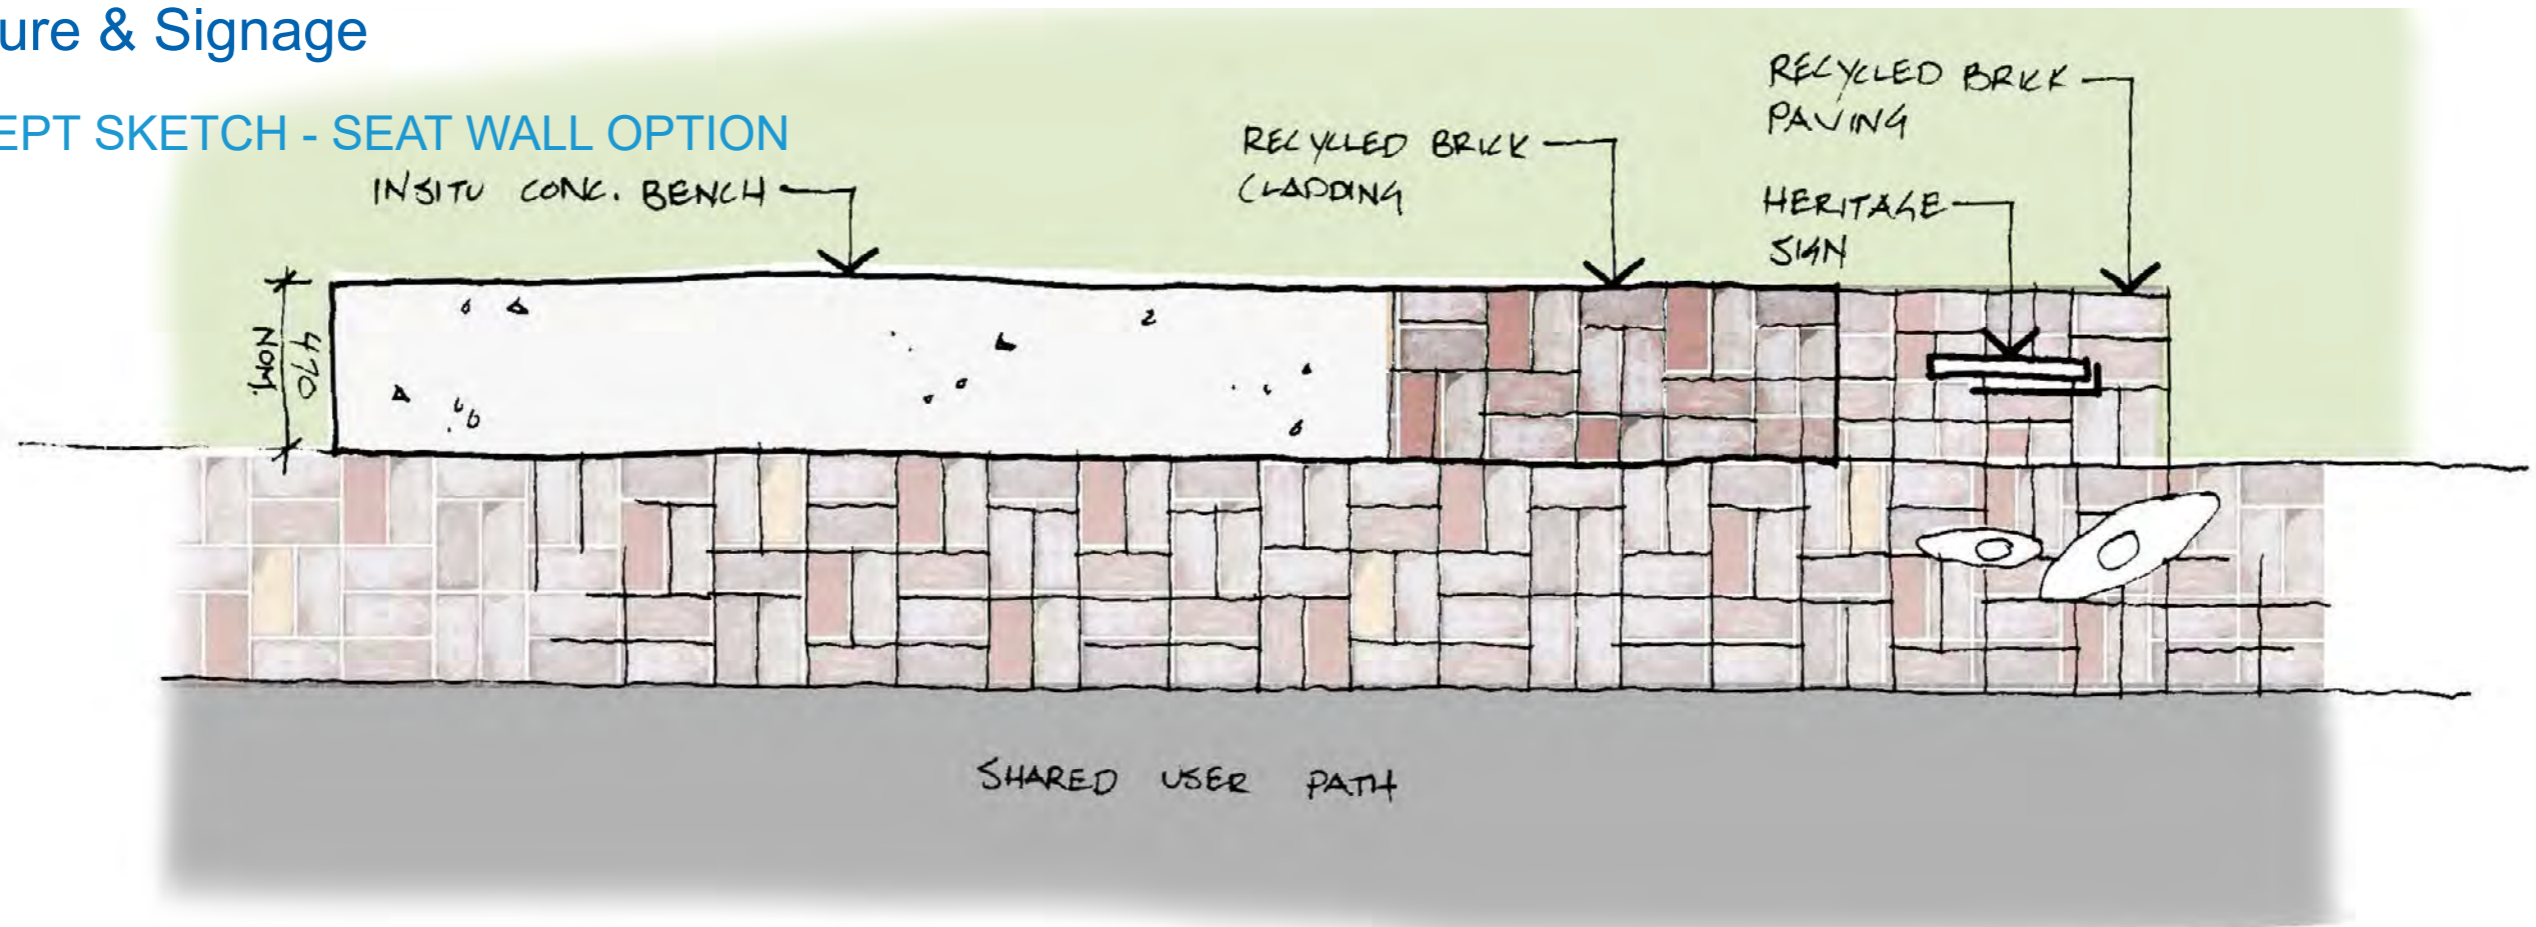 ure & Signage
EPT SKETCH - SEAT WALL OPTION
INSITU CONC. BENCH
RECYCLED BRICK
CLADDING
RECYCLED BRICK
PAVING
HERITAGE
SIGN
470
NOM.
SHARED USER PATH